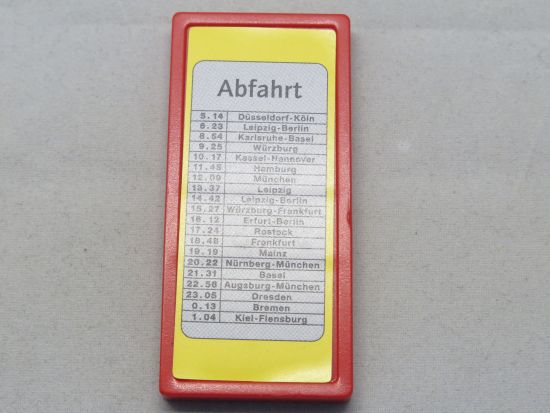 Abfahrt
5.14 Düsseldorf-Köln
6.23 Leipzig-Berlin
8.54 Karlsruhe-Basel
9.25 Würzburg
10.17 Kassel-Hannover
11.45 Hamburg
12.09 München
13.37 Leipzig
14.42 Leipzig-Berlin
15.27 Würzburg-Frankfurt
16.12 Erfurt-Berlin
17.24 Rostock
18.48 Frankfurt
19.19 Mainz
20.22 Nürnberg-München
21.31 Basel
22.56 Augsburg-München
23.05 Dresden
0.13 Bremen
1.04 Kiel-Flensburg